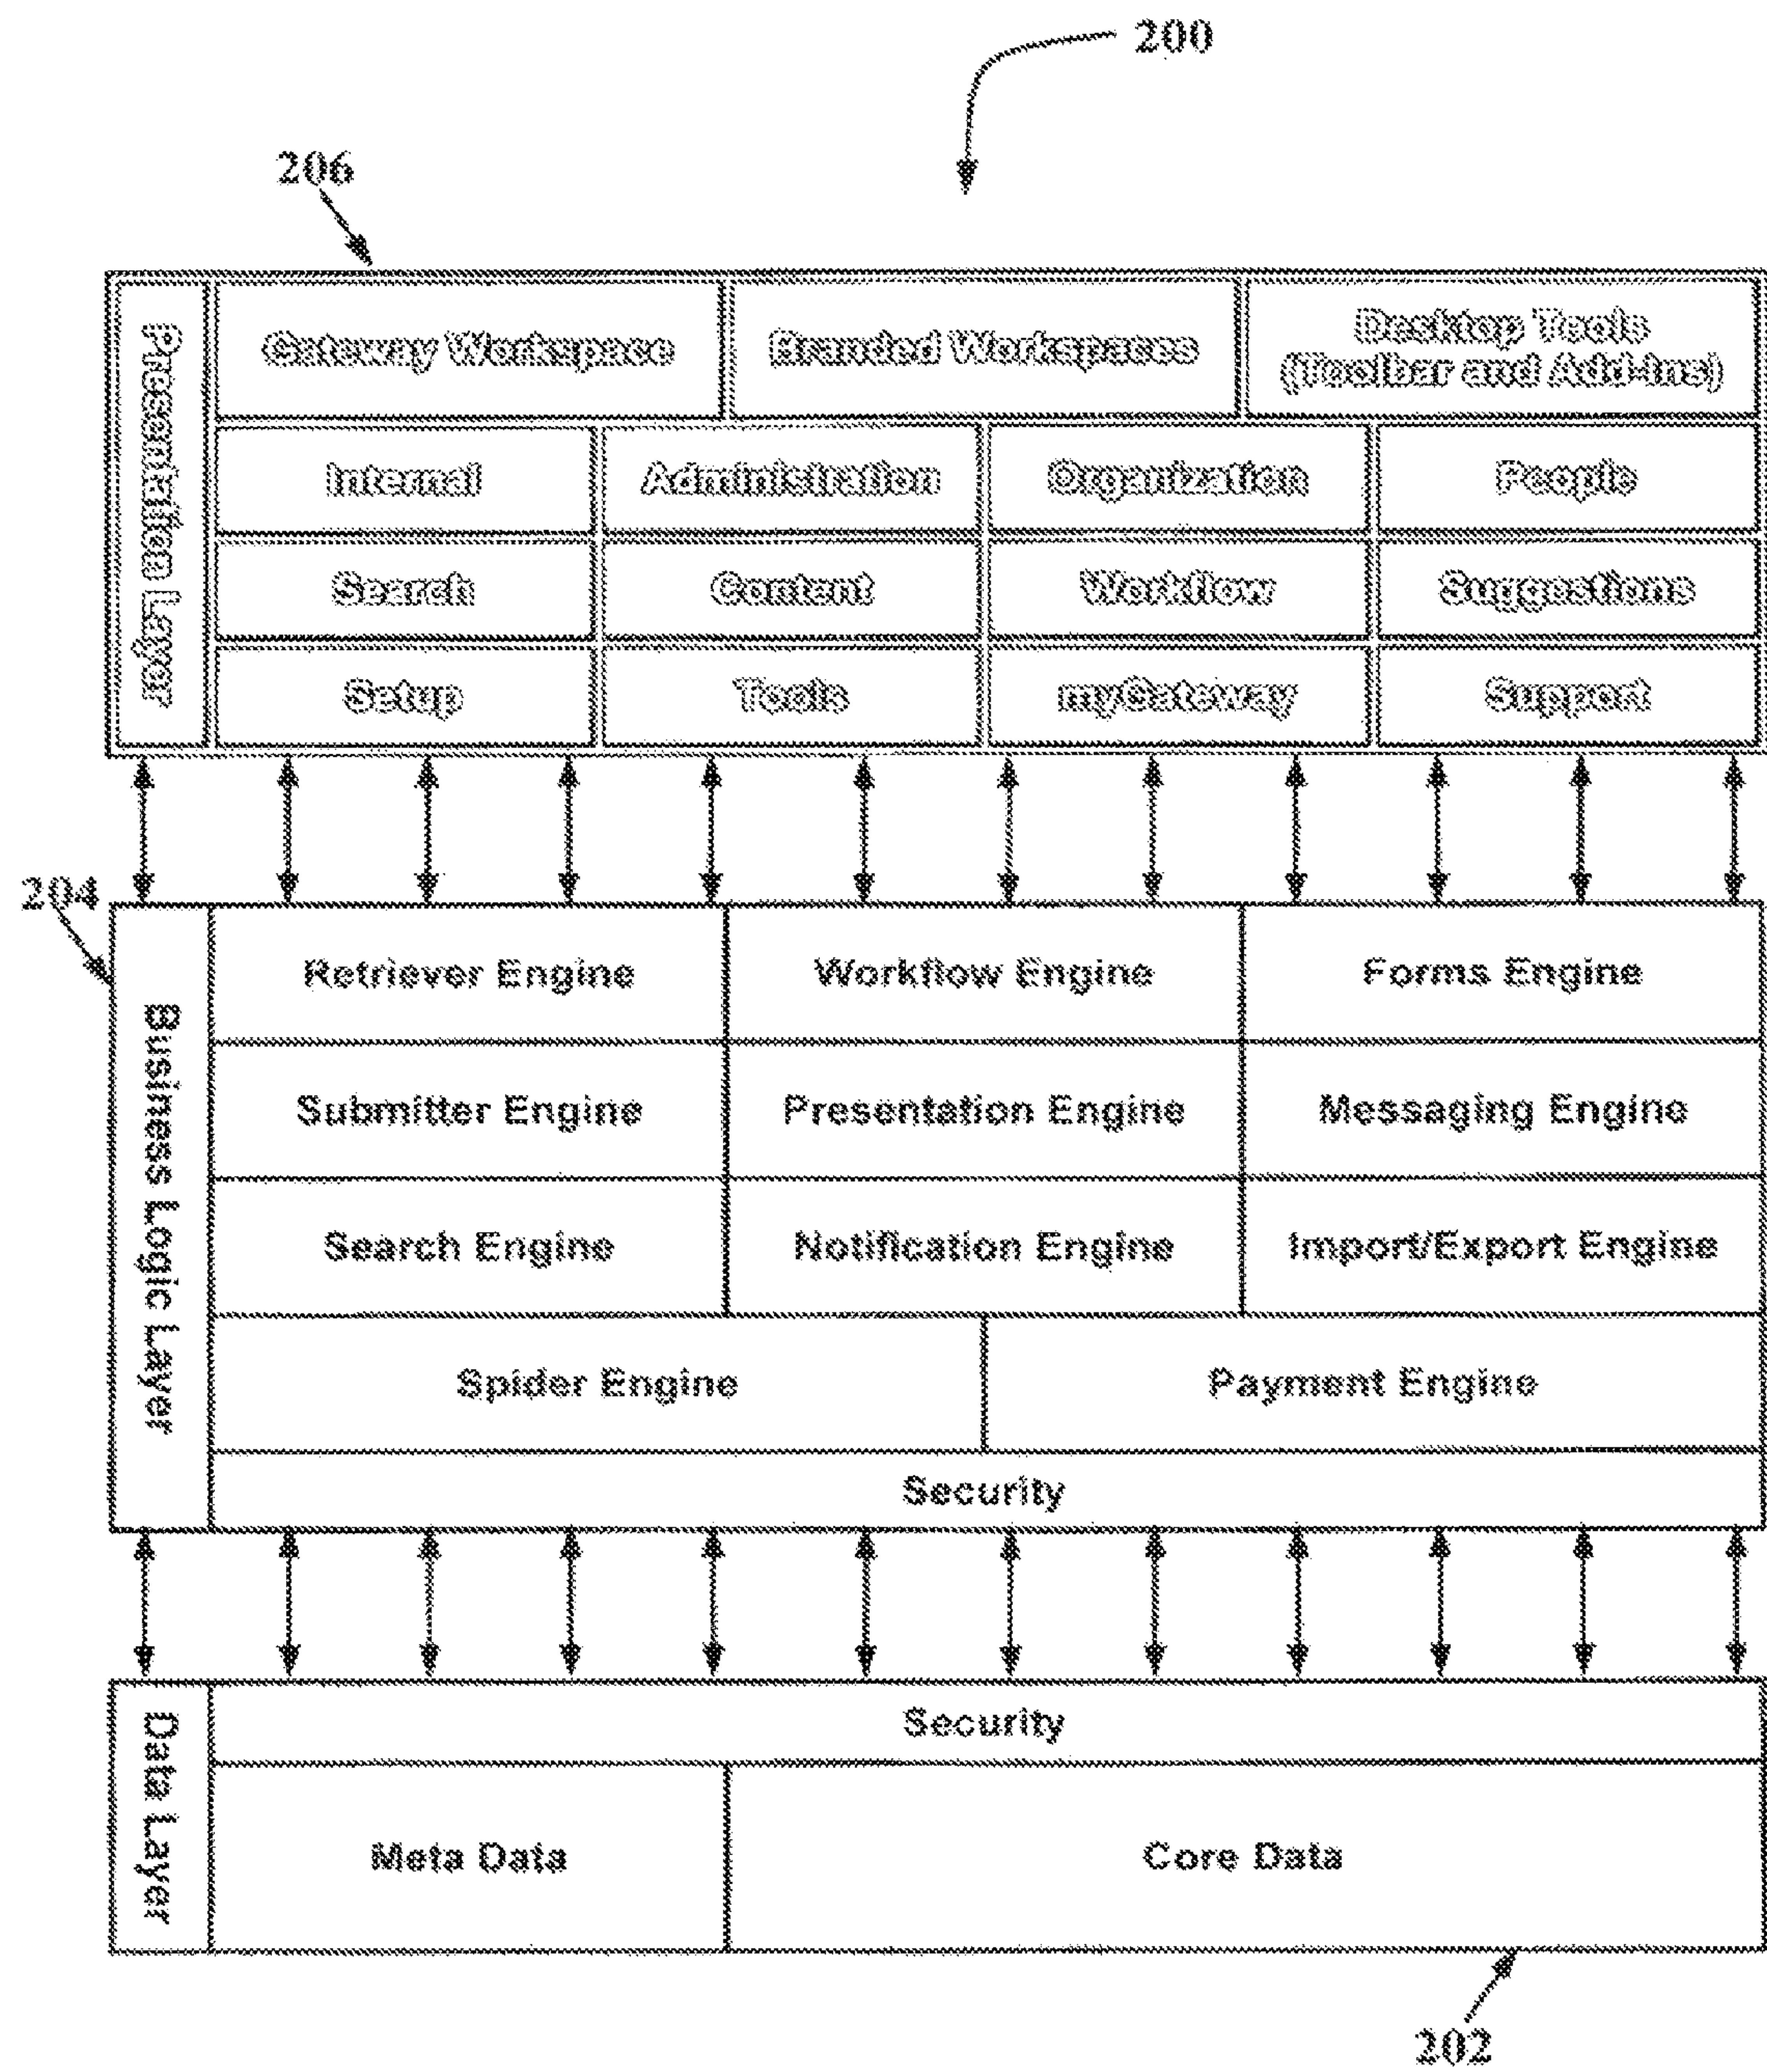 200
206
Presentation Layer
Gateway Workspace
Branded Workspaces
Desktop Tools
(Toolbar and Add-Ins)
Internal
Administration
Organization
People
Search
Content
Workflow
Suggestions
Setup
Tools
myGateway
Support
204
Business Logic Layer
Retriever Engine
Workflow Engine
Forms Engine
Submitter Engine
Presentation Engine
Messaging Engine
Search Engine
Notification Engine
Import/Export Engine
Spider Engine
Payment Engine
Security
Data Layer
Security
Meta Data
Core Data
202